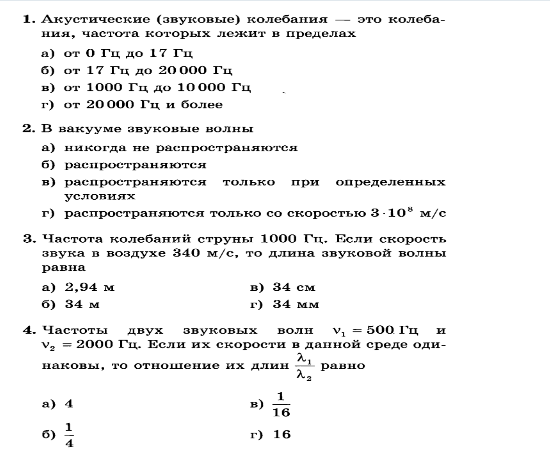 1. Акустические (звуковые) колебания — это колеба-
ния, частота которых лежит в пределах
а) от 0 Гц до 17 Гц
б) от 17 Гц до 20 000 Гц
в) от 1000 Гц до 10 000 Гц
г) от 20 000 Гц и более
2. В вакууме звуковые волны
а) никогда не распространяются
б) распространяются
в) распространяются только при определенных
условиях
г) распространяются только со скоростью 3·10⁸ м/с
3. Частота колебаний струны 1000 Гц. Если скорость
звука в воздухе 340 м/с, то длина звуковой волны
равна
а) 2,94 м в) 34 см
б) 34 м г) 34 мм
4. Частоты двух звуковых волн ν₁ = 500 Гц и
ν₂ = 2000 Гц. Если их скорости в данной среде оди-
наковы, то отношение их длин λ₁/λ₂ равно
а) 4 в) 1/16
б) 1/4 г) 16